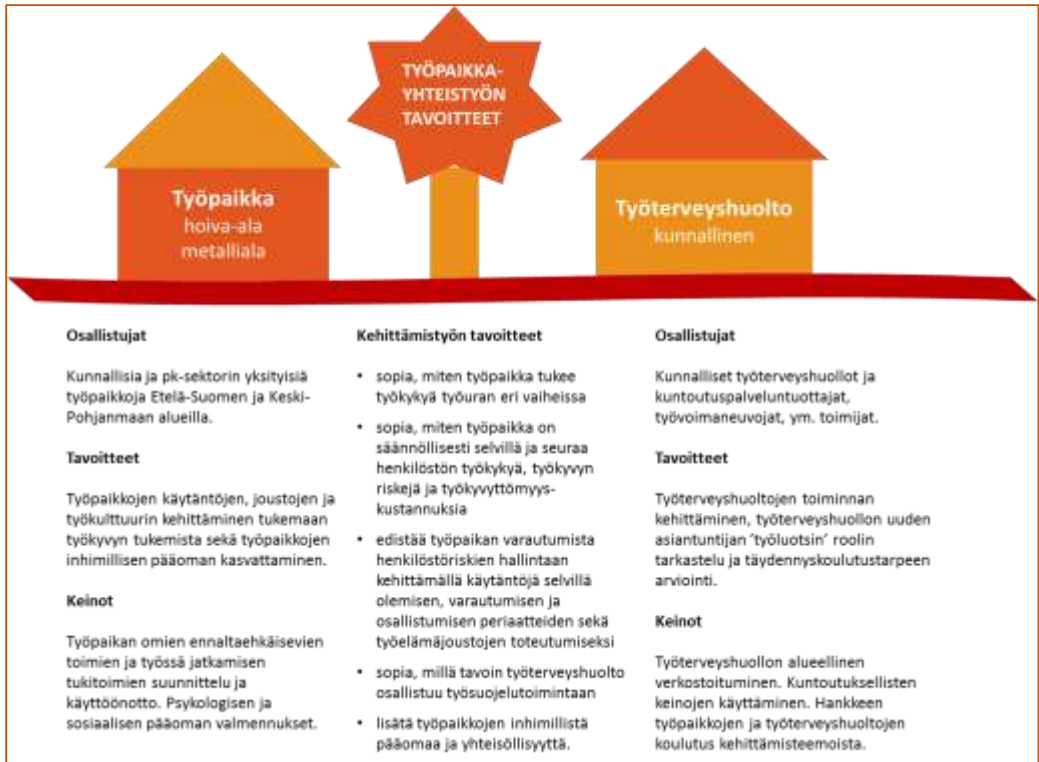 TYÖPAIKKA-
YHTEISTYÖN
TAVOITTEET
Työpaikka
hoiva-ala
metalliala
Työterveyshuolto
kunnallinen
Osallistujat
Kunnallisia ja pk-sektorin yksityisiä
työpaikkoja Etelä-Suomen ja Keski-
Pohjanmaan alueilla.
Tavoitteet
Työpaikkojen käytäntöjen, joustojen ja
työkulttuurin kehittäminen tukemaan
työkyvyn tukemista sekä työpaikkojen
inhimillisen pääoman kasvattaminen.
Keinot
Työpaikan omien ennaltaehkäisevien
toimien ja työssä jatkamisen
tukitoimien suunnittelu ja
käyttöönotto. Psykologisen ja
sosiaalisen pääoman valmennukset.
Kehittämistyön tavoitteet
• sopia, miten työpaikka tukee
työkykyä työuran eri vaiheissa
• sopia, miten työpaikka on
säännöllisesti selvillä ja seuraa
henkilöstön työkykyä, työkyvyn
riskejä ja työkyvyttömyys-
kustannuksia
• edistää työpaikan varautumista
henkilöstöriskien hallintaan
kehittämällä käytäntöjä selvillä
olemisen, varautumisen ja
osallistumisen periaatteiden sekä
työelämäjoustojen toteutumiseksi
• sopia, millä tavoin työterveyshuolto
osallistuu työsuojelutoimintaan
• lisätä työpaikkojen inhimillistä
pääomaa ja yhteisöllisyyttä.
Osallistujat
Kunnalliset työterveyshuollot ja
kuntoutuspalveluntuottajat,
työvoimaneuvojat, ym. toimijat.
Tavoitteet
Työterveyshuoltojen toiminnan
kehittäminen, työterveyshuollon uuden
asiantuntijan ’työluotsin’ roolin
tarkastelu ja täydennyskoulutustarpeen
arviointi.
Keinot
Työterveyshuollon alueellinen
verkostoituminen. Kuntoutuksellisten
keinojen käyttäminen. Hankkeen
työpaikkojen ja työterveyshuoltojen
koulutus kehittämisteemoista.